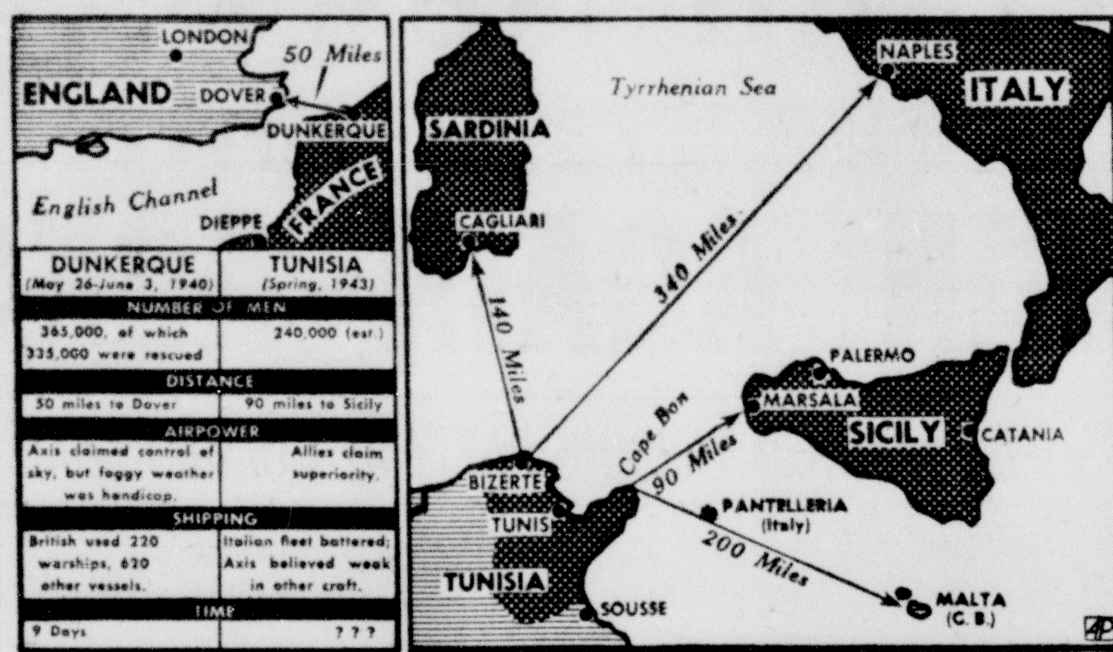 LONDON
50 Miles
ENGLAND
DOVER
DUNKERQUE
English Channel
FRANCE
DIEPPE
DUNKERQUE
(May 26-June 3, 1940)
TUNISIA
(Spring, 1943)
NUMBER OF MEN
365,000, of which
335,000 were rescued
240,000 (est.)
DISTANCE
50 miles to Dover
90 miles to Sicily
AIRPOWER
Axis claimed control of
sky, but foggy weather
was handicap.
Allies claim
superiority.
SHIPPING
British used 220
warships, 620
other vessels.
Italian fleet battered;
Axis believed weak
in other craft.
TIME
9 Days
? ? ?
NAPLES
ITALY
Tyrrhenian Sea
SARDINIA
CAGLIARI
340 Miles
140 Miles
PALERMO
MARSALA
SICILY
CATANIA
Cape Bon
90 Miles
BIZERTE
TUNIS
PANTELLERIA
(Italy)
200 Miles
TUNISIA
SOUSSE
MALTA
(G. B.)
AP